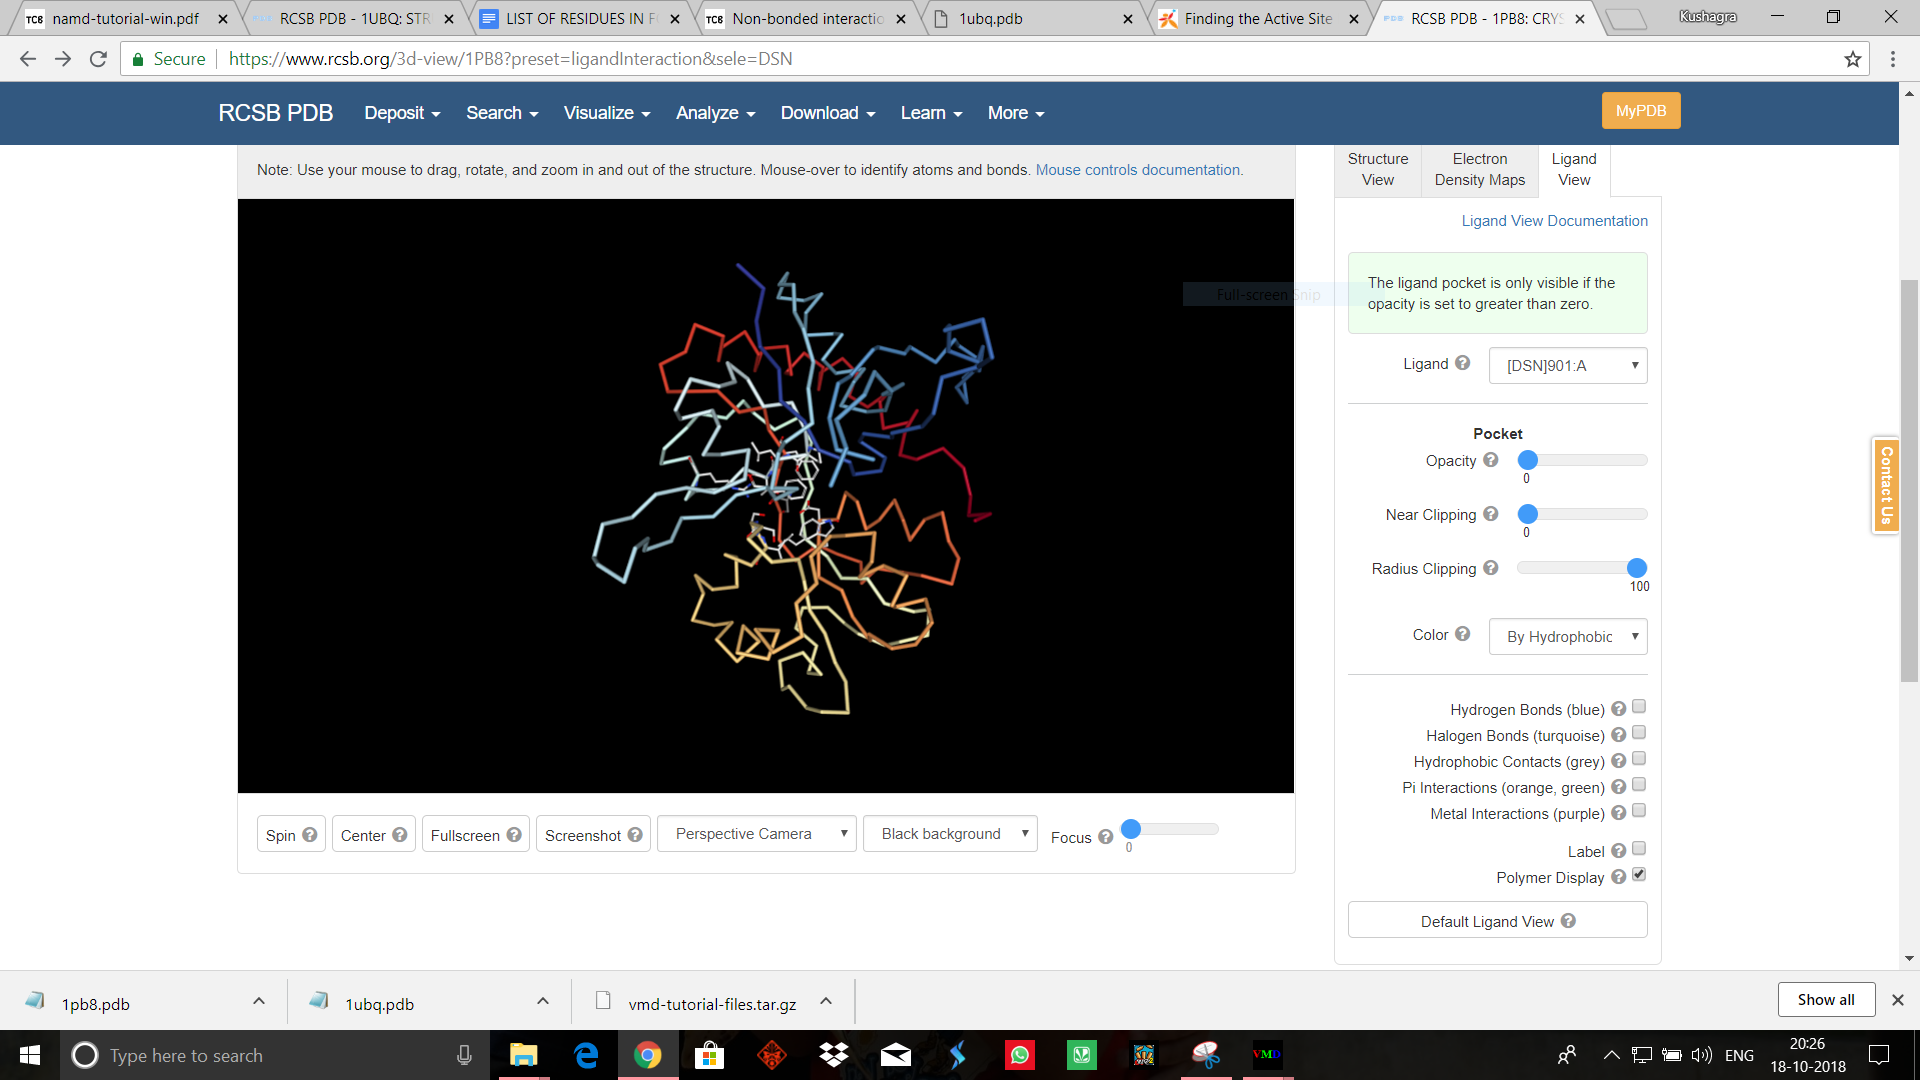 namd-tutorial-win.pdf
RCSB PDB - 1UBQ: STR
LIST OF RESIDUES IN F
Non-bonded interactio
1ubq.pdb
Finding the Active Site
RCSB PDB - 1PB8: CRYS
Kushagra
Secure
https://www.rcsb.org/3d-view/1PB8?preset=ligandInteraction&sele=DSN
RCSB PDB Deposit Search Visualize Analyze Download Learn More MyPDB
Note: Use your mouse to drag, rotate, and zoom in and out of the structure. Mouse-over to identify atoms and bonds. Mouse controls documentation.
Structure View
Electron Density Maps
Ligand View
Ligand View Documentation
The ligand pocket is only visible if the
opacity is set to greater than zero.
Full-screen Snip
Ligand ? [DSN]901:A
Pocket
Opacity ?
0
Near Clipping ?
0
Radius Clipping ?
100
Color ? By Hydrophobic
Hydrogen Bonds (blue) ?
Halogen Bonds (turquoise) ?
Hydrophobic Contacts (grey) ?
Pi Interactions (orange, green) ?
Metal Interactions (purple) ?
Label ?
Polymer Display ?
Default Ligand View ?
Contact Us
Spin ? Center ? Fullscreen ? Screenshot ? Perspective Camera Black background Focus ?
0
1pb8.pdb
1ubq.pdb
vmd-tutorial-files.tar.gz
Show all
Type here to search
VMD
ENG
20:26
18-10-2018